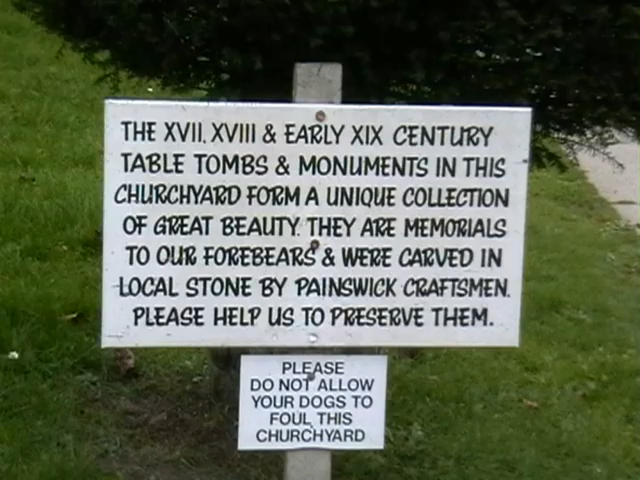 THE XVII, XVIII & EARLY XIX CENTURY
TABLE TOMBS & MONUMENTS IN THIS
CHURCHYARD FORM A UNIQUE COLLECTION
OF GREAT BEAUTY. THEY ARE MEMORIALS
TO OUR FOREBEARS & WERE CARVED IN
LOCAL STONE BY PAINSWICK CRAFTSMEN.
PLEASE HELP US TO PRESERVE THEM.
PLEASE
DO NOT ALLOW
YOUR DOGS TO
FOUL THIS
CHURCHYARD